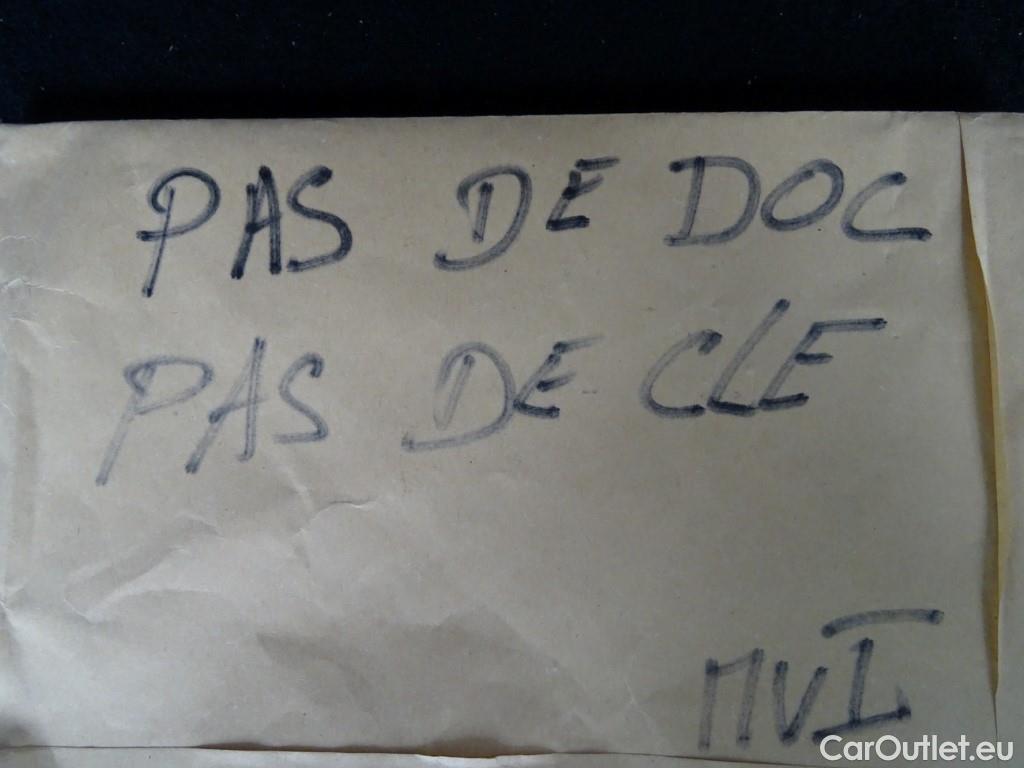 PAS DE DOC
PAS DE CLE
MVI
CarOutlet.eu